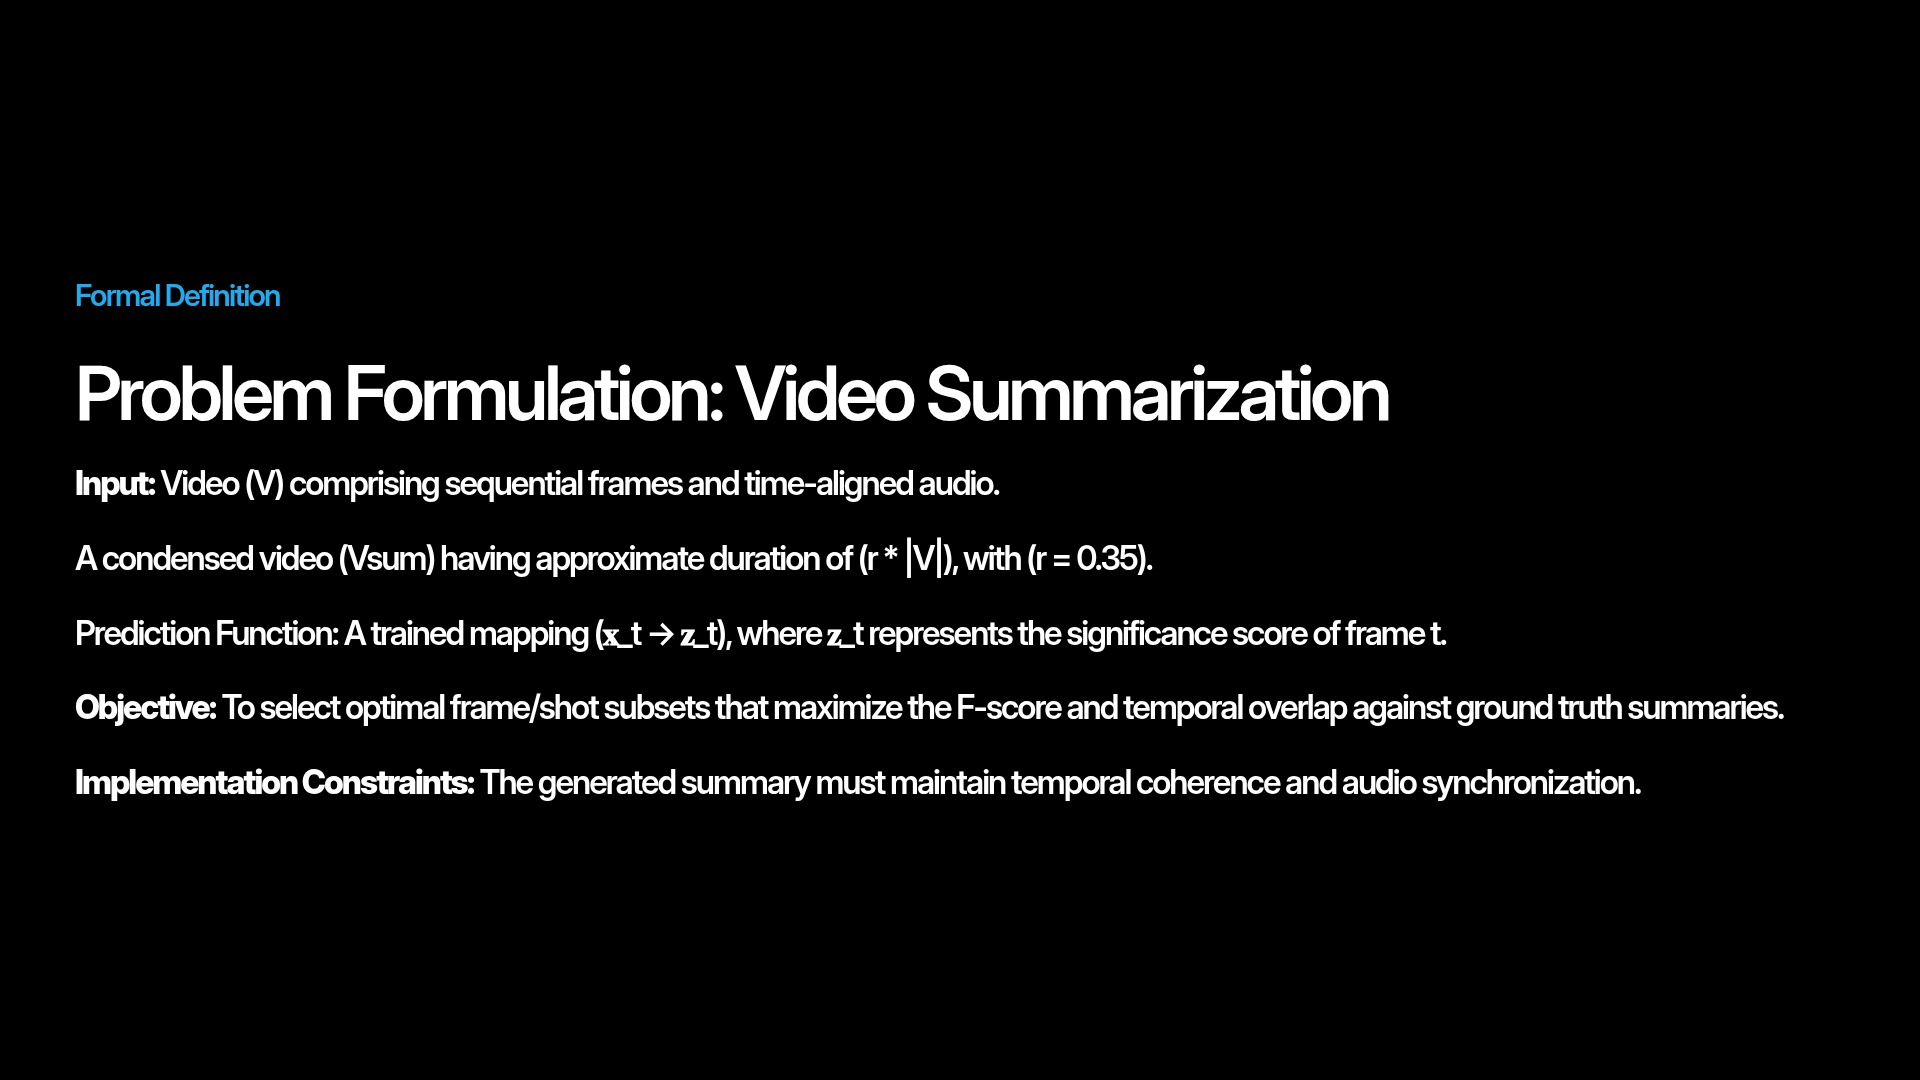 Formal Definition
Problem Formulation: Video Summarization
Input: Video (V) comprising sequential frames and time-aligned audio.
A condensed video (Vsum) having approximate duration of (r * |V|), with (r = 0.35).
Prediction Function: A trained mapping (𝐱_t → 𝐳_t), where 𝐳_t represents the significance score of frame t.
Objective: To select optimal frame/shot subsets that maximize the F-score and temporal overlap against ground truth summaries.
Implementation Constraints: The generated summary must maintain temporal coherence and audio synchronization.